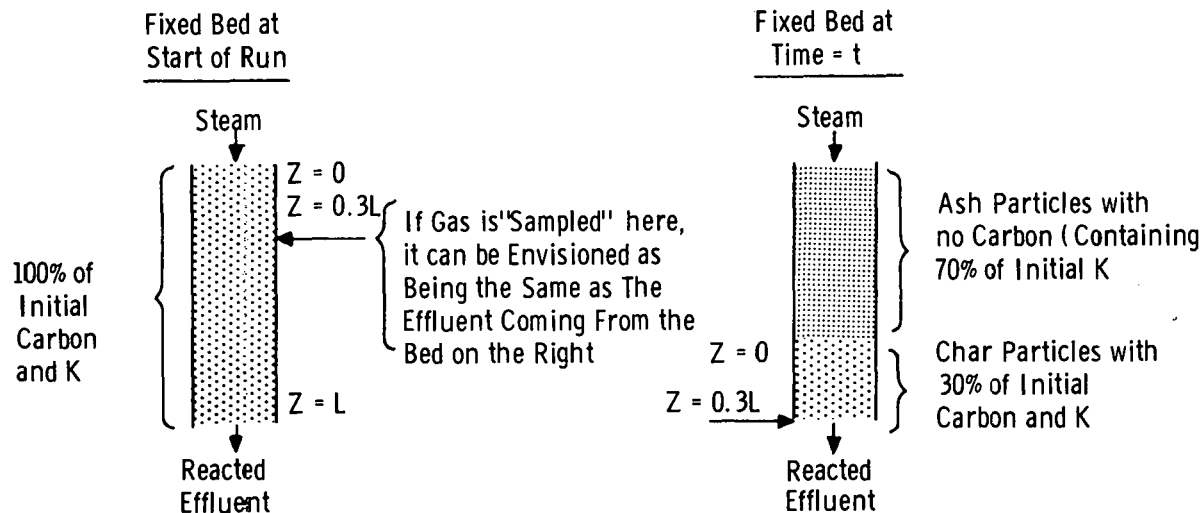 Fixed Bed at
Start of Run
Steam
Z = 0
Z = 0.3L
100% of
Initial
Carbon
and K
If Gas is"Sampled" here,
it can be Envisioned as
Being the Same as The
Effluent Coming From the
Bed on the Right
Z = L
Reacted
Effluent
Fixed Bed at
Time = t
Steam
Ash Particles with
no Carbon (Containing
70% of Initial K
Z = 0
Z = 0.3L
Char Particles with
30% of Initial
Carbon and K
Reacted
Effluent